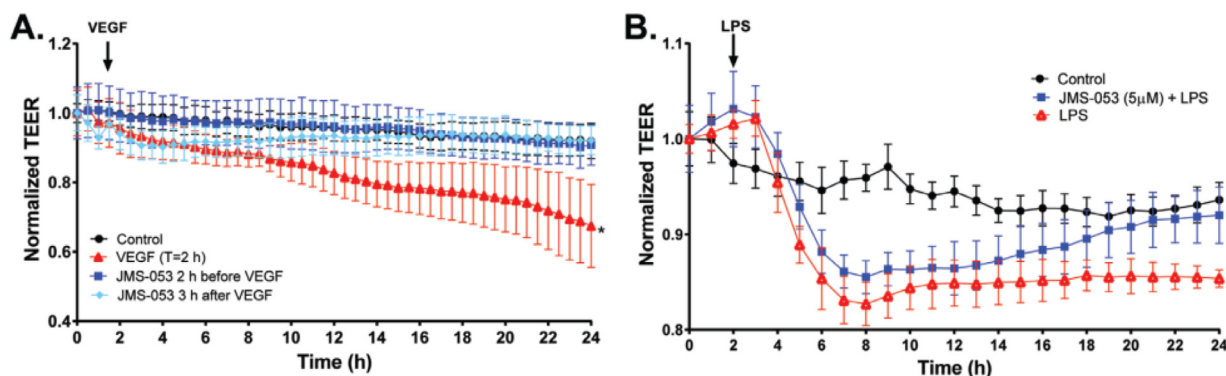 A.
VEGF
Normalized TEER
1.2
1.0
0.8
0.6
0.4
Control
VEGF (T=2 h)
JMS-053 2 h before VEGF
JMS-053 3 h after VEGF
*
0 2 4 6 8 10 12 14 16 18 20 22 24
Time (h)
B.
LPS
Normalized TEER
1.1
1.0
0.9
0.8
Control
JMS-053 (5μM) + LPS
LPS
0 2 4 6 8 10 12 14 16 18 20 22 24
Time (h)